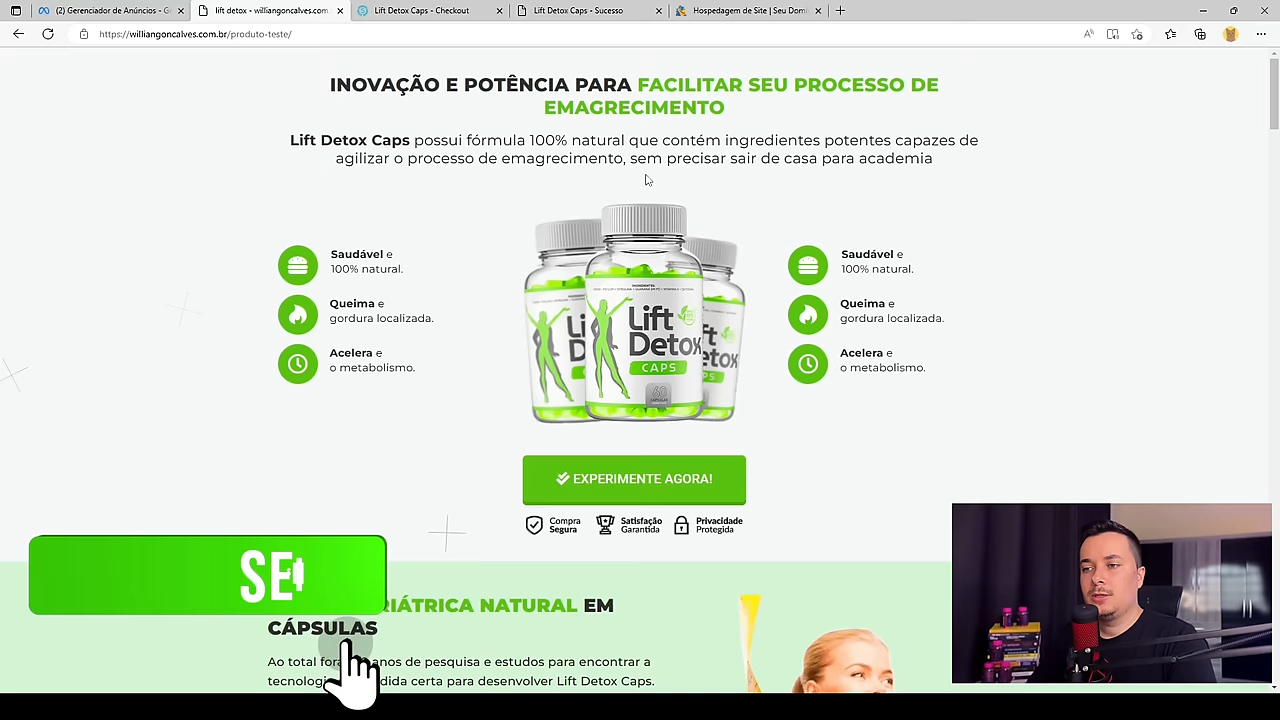 (2) Gerenciador de Anúncios - Ge
lift detox - williangoncalves.com.b
Lift Detox Caps - Checkout
Lift Detox Caps - Sucesso
Hospedagem de Site | Seu Domí
https://williangoncalves.com.br/produto-teste/
INOVAÇÃO E POTÊNCIA PARA FACILITAR SEU PROCESSO DE
EMAGRECIMENTO
Lift Detox Caps possui fórmula 100% natural que contém ingredientes potentes capazes de
agilizar o processo de emagrecimento, sem precisar sair de casa para academia
Saudável e
100% natural.
Queima e
gordura localizada.
Acelera e
o metabolismo.
Lift
Detox
CAPS
60
Saudável e
100% natural.
Queima e
gordura localizada.
Acelera e
o metabolismo.
EXPERIMENTE AGORA!
Compra
Segura
Satisfação
Garantida
Privacidade
Protegida
SE
RIÁTRICA NATURAL EM
CÁPSULAS
Ao total anos de pesquisa e estudos para encontrar a
dida certa para desenvolver Lift Detox Caps.